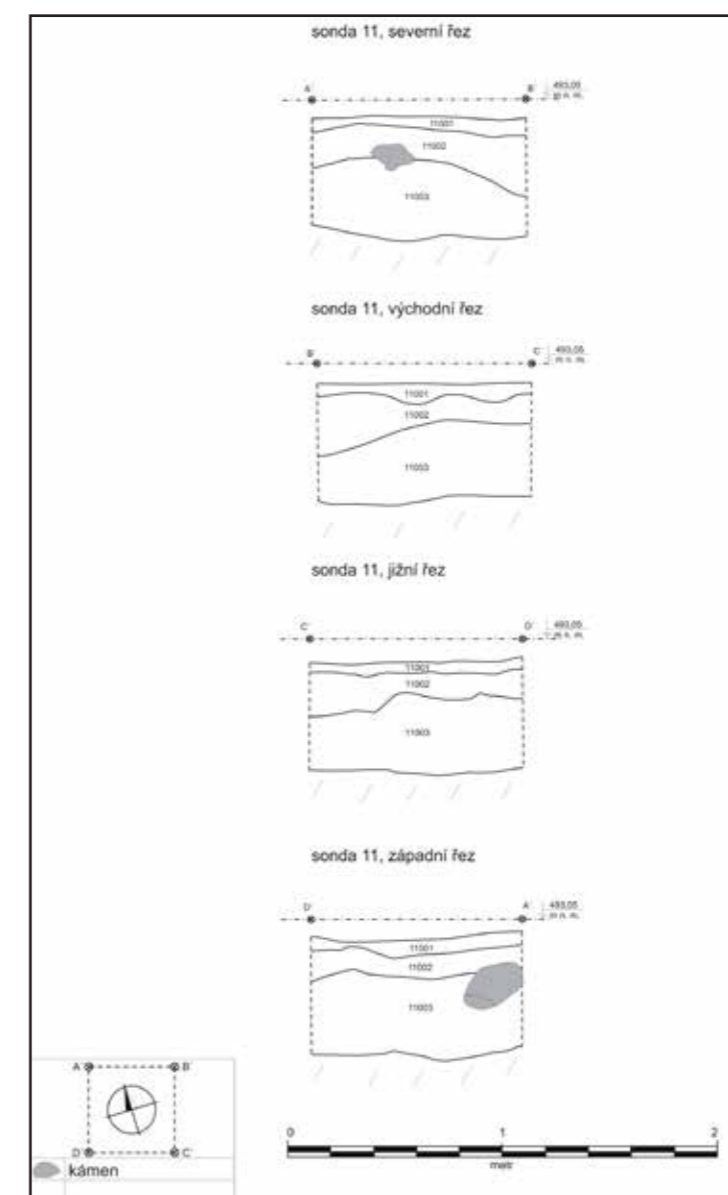 sonda 11, severní řez
A´ B´ 493,05
m n. m.
11001
11002
11003
sonda 11, východní řez
B´ C´ 493,05
m n. m.
11001
11002
11003
sonda 11, jižní řez
C´ D´ 493,05
m n. m.
11001
11002
11003
sonda 11, západní řez
D´ A´ 493,05
m n. m.
11001
11002
11003
A´ B´
D´ C´
kámen
0 1 2
metr